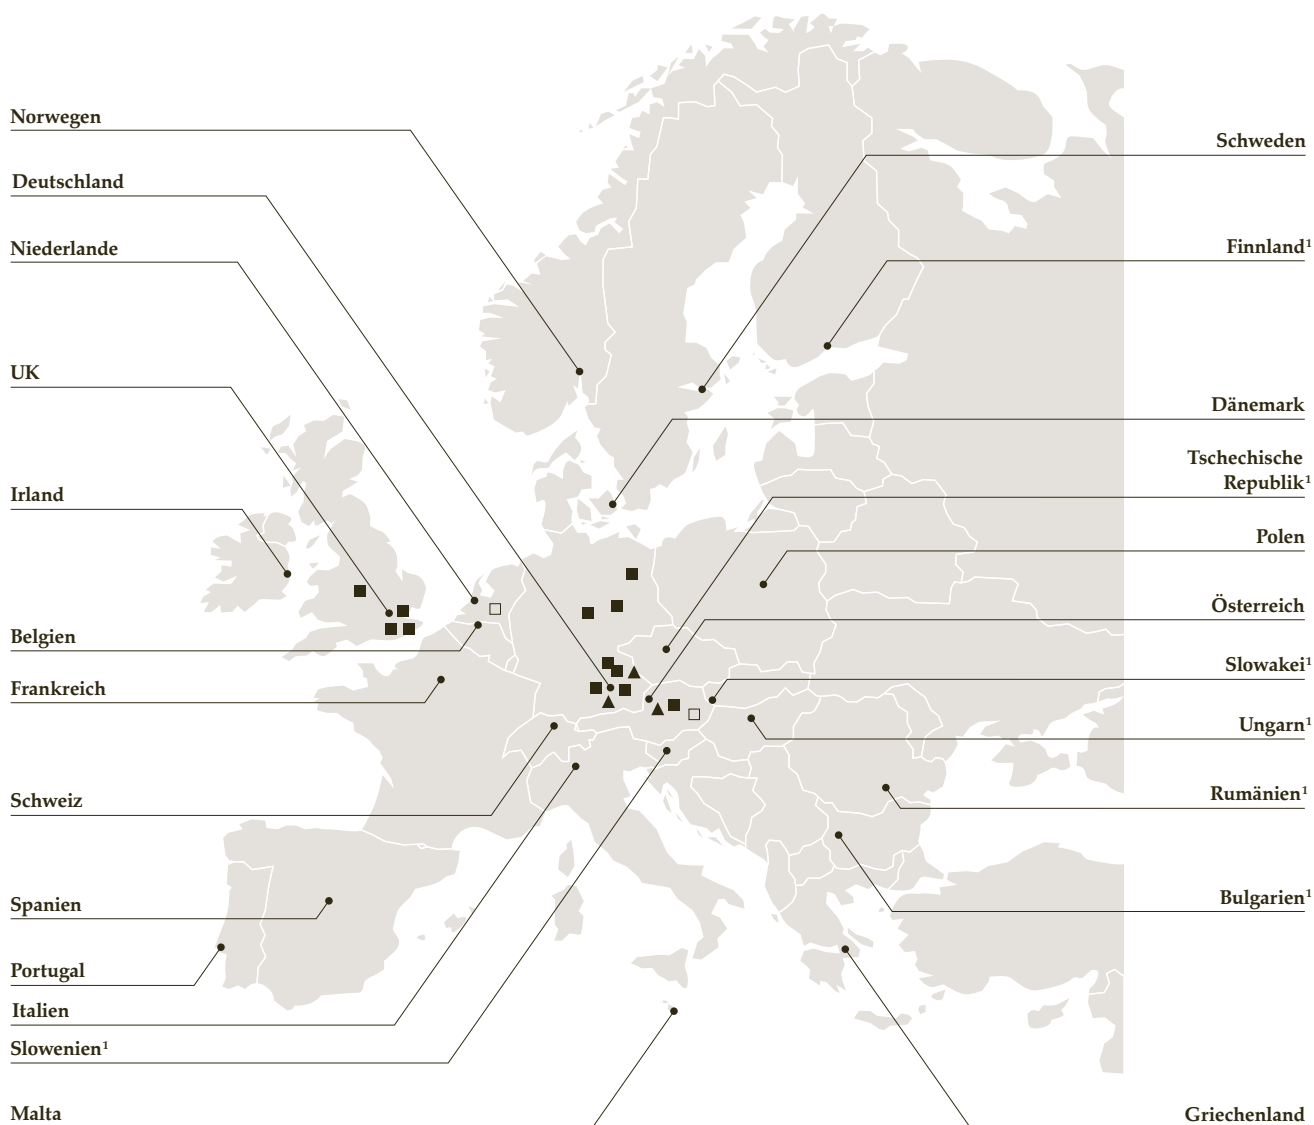 Norwegen
Deutschland
Niederlande
UK
Irland
Belgien
Frankreich
Schweiz
Spanien
Portugal
Italien
Slowenien¹
Malta
Schweden
Finnland¹
Dänemark
Tschechische
Republik¹
Polen
Österreich
Slowakei¹
Ungarn¹
Rumänien¹
Bulgarien¹
Griechenland